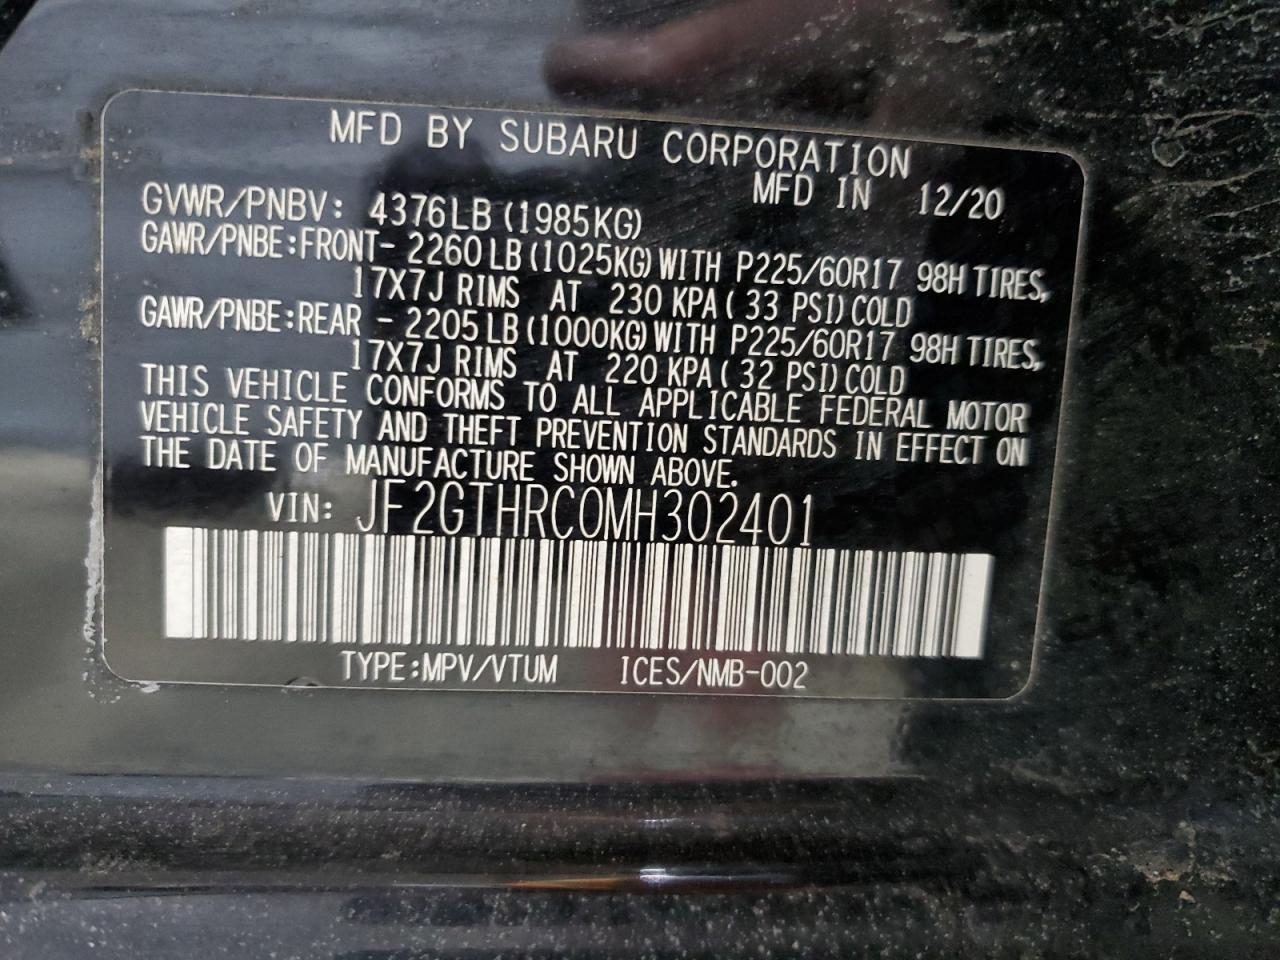 MFD BY SUBARU CORPORATION
MFD IN 12/20
GVWR/PNBV: 4376LB (1985KG)
GAWR/PNBE:FRONT- 2260LB (1025KG) WITH P225/60R17 98H TIRES,
17X7J RIMS AT 230 KPA( 33 PSI) COLD
GAWR/PNBE:REAR - 2205LB (1000KG) WITH P225/60R17 98H TIRES,
17X7J RIMS AT 220 KPA( 32 PSI) COLD
THIS VEHICLE CONFORMS TO ALL APPLICABLE FEDERAL MOTOR
VEHICLE SAFETY AND THEFT PREVENTION STANDARDS IN EFFECT ON
THE DATE OF MANUFACTURE SHOWN ABOVE.
VIN: JF2GTHRC0MH302401
TYPE:MPV/VTUM ICES/NMB-002